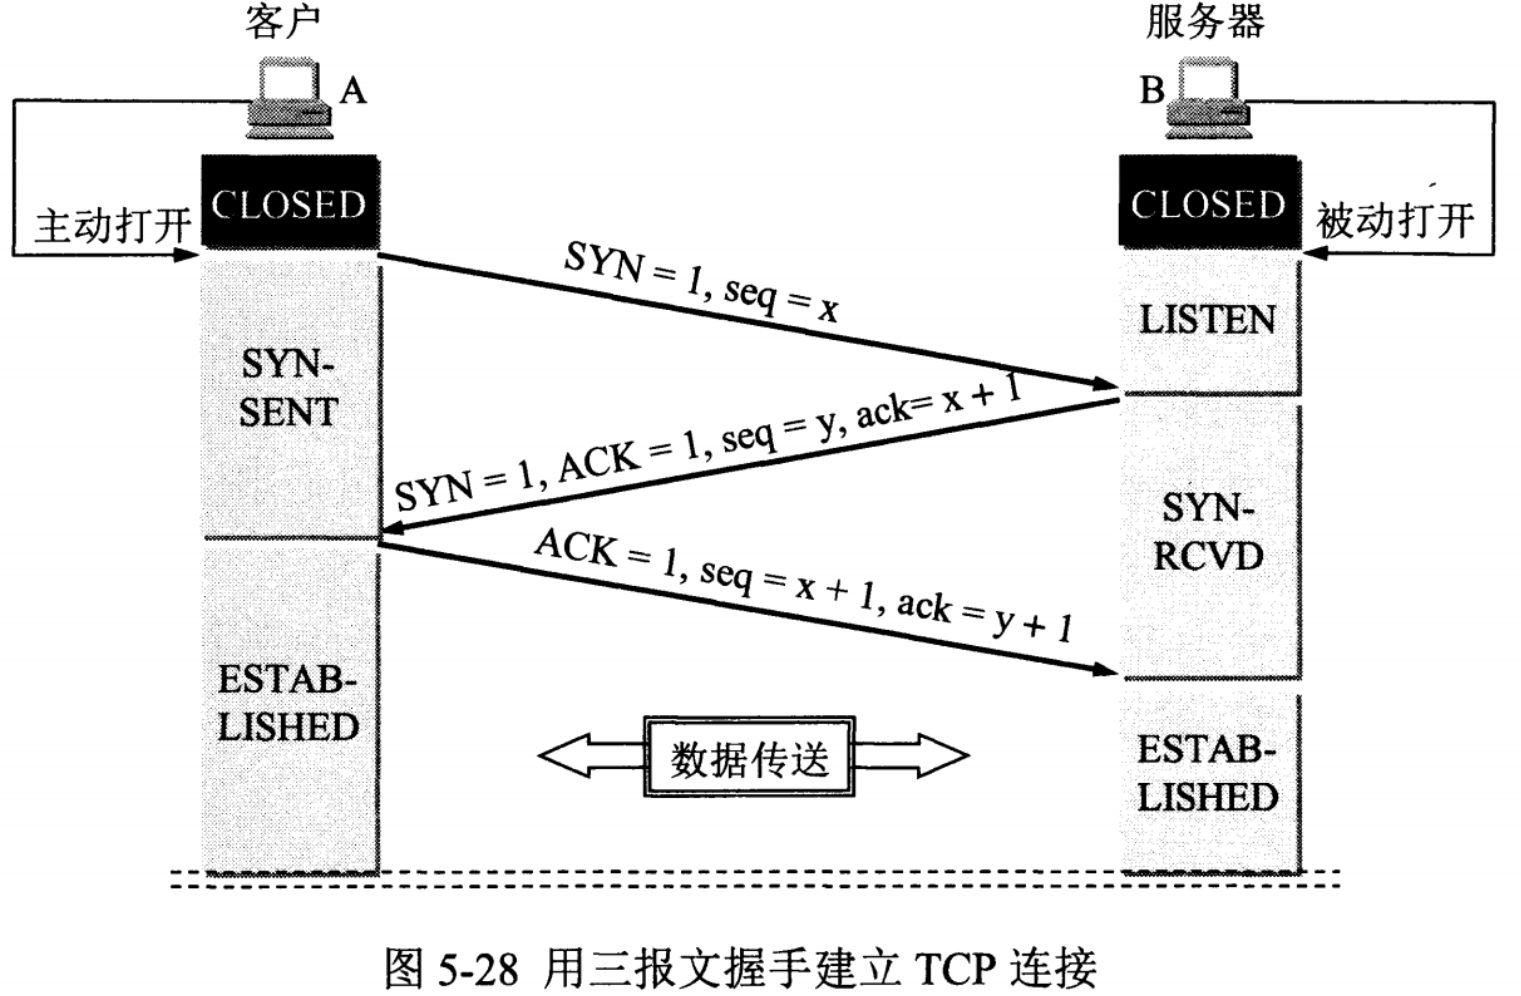 客户
服务器
A
B
CLOSED
CLOSED
主动打开
被动打开
SYN = 1, seq = x
LISTEN
SYN-
SENT
SYN = 1, ACK = 1, seq = y, ack= x + 1
SYN-
RCVD
ACK = 1, seq = x + 1, ack = y + 1
ESTAB-
LISHED
数据传送
ESTAB-
LISHED
图 5-28 用三报文握手建立 TCP 连接